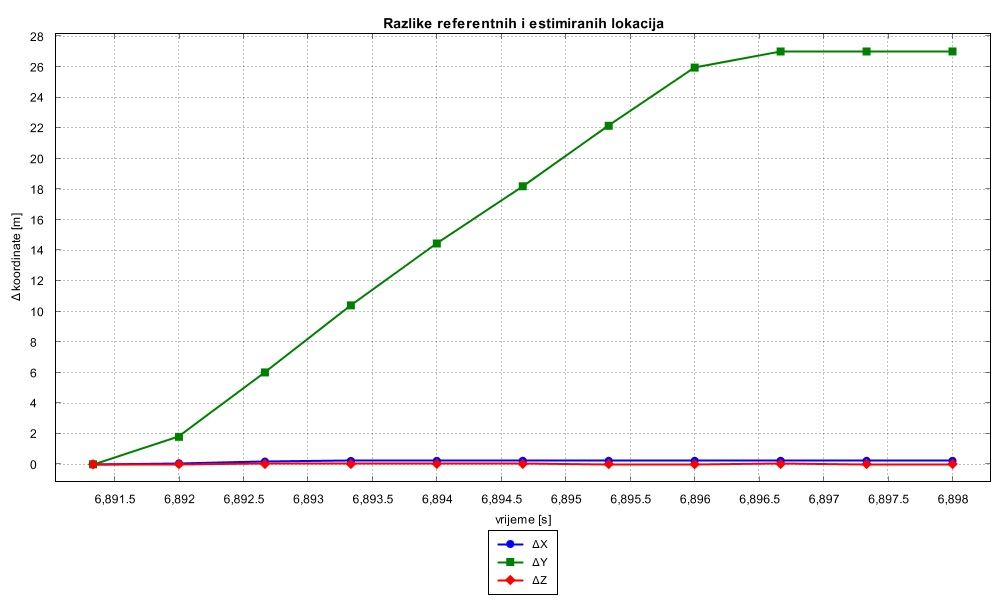 Razlike referentnih i estimiranih lokacija
28
26
24
22
20
18
16
14
12
10
8
6
4
2
0
Δ koordinate [m]
6,891.5 6,892 6,892.5 6,893 6,893.5 6,894 6,894.5 6,895 6,895.5 6,896 6,896.5 6,897 6,897.5 6,898
vrijeme [s]
ΔX
ΔY
ΔZ